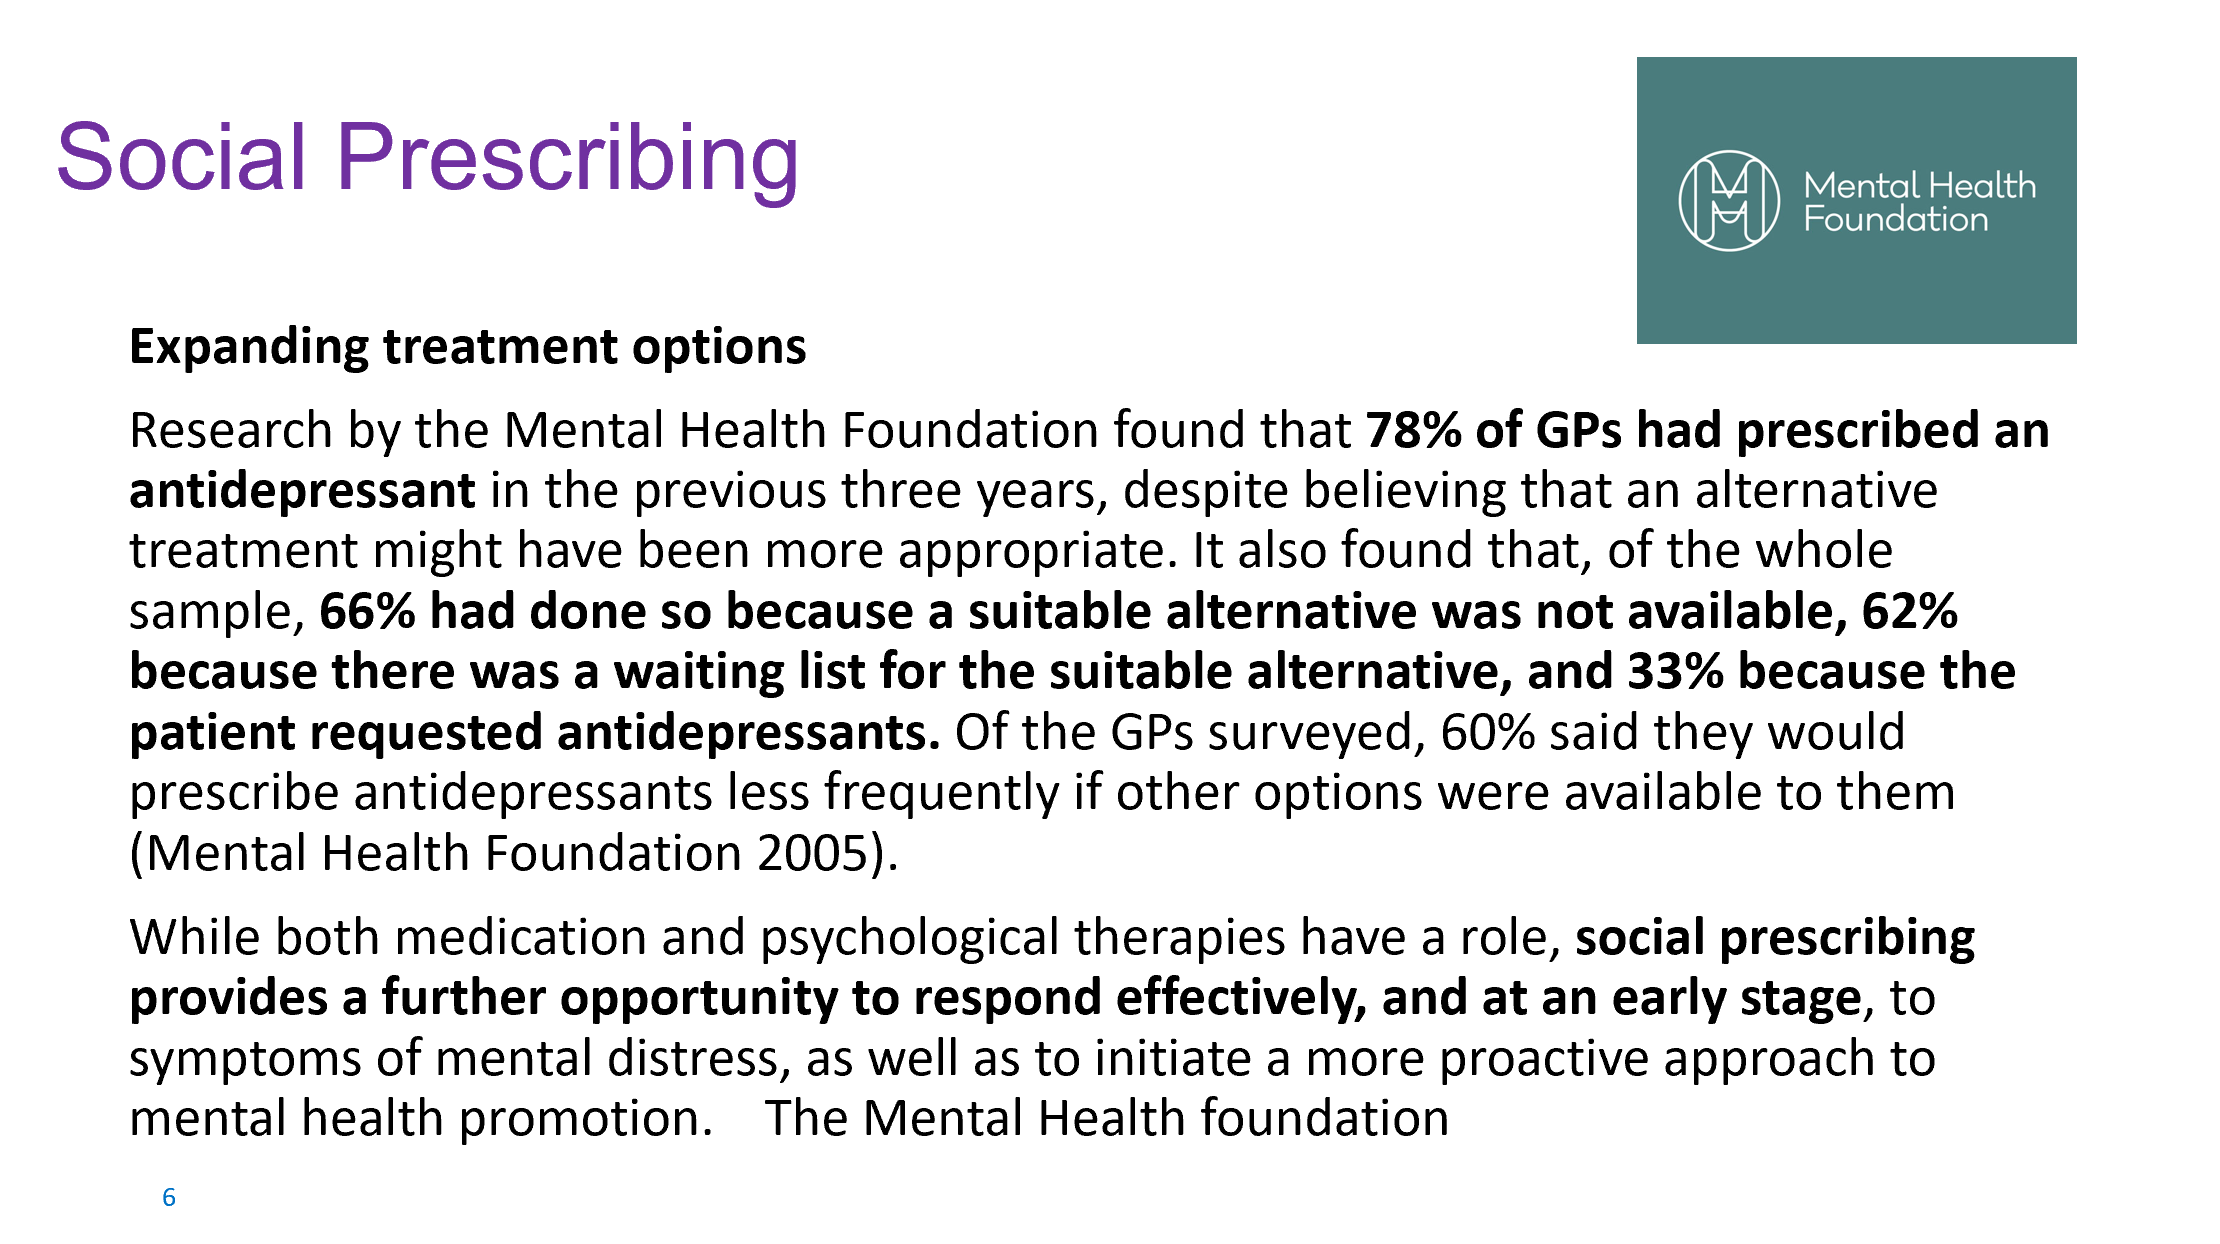 Social Prescribing
Mental Health
Foundation
Expanding treatment options
Research by the Mental Health Foundation found that 78% of GPs had prescribed an
antidepressant in the previous three years, despite believing that an alternative
treatment might have been more appropriate. It also found that, of the whole
sample, 66% had done so because a suitable alternative was not available, 62%
because there was a waiting list for the suitable alternative, and 33% because the
patient requested antidepressants. Of the GPs surveyed, 60% said they would
prescribe antidepressants less frequently if other options were available to them
(Mental Health Foundation 2005).
While both medication and psychological therapies have a role, social prescribing
provides a further opportunity to respond effectively, and at an early stage, to
symptoms of mental distress, as well as to initiate a more proactive approach to
mental health promotion. The Mental Health foundation
6